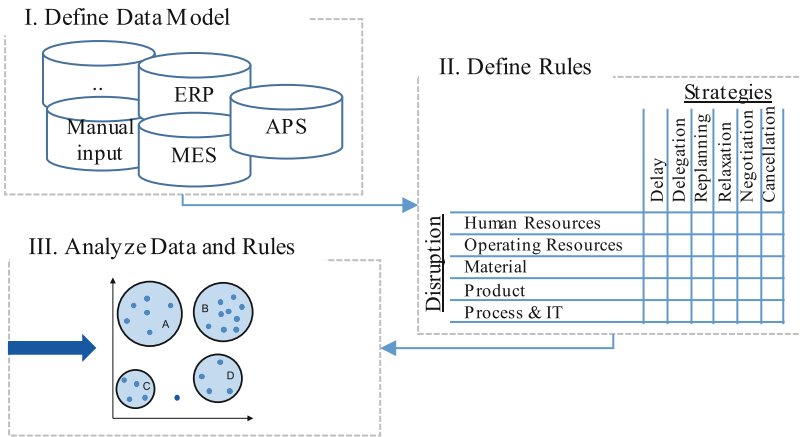 I. Define Data Model
..
ERP
Manual
input
MES
APS
II. Define Rules
Strategies
Delay
Delegation
Replanning
Relaxation
Negotiation
Cancellation
Disruption
Human Resources
Operating Resources
Material
Product
Process & IT
III. Analyze Data and Rules
A
B
C
D